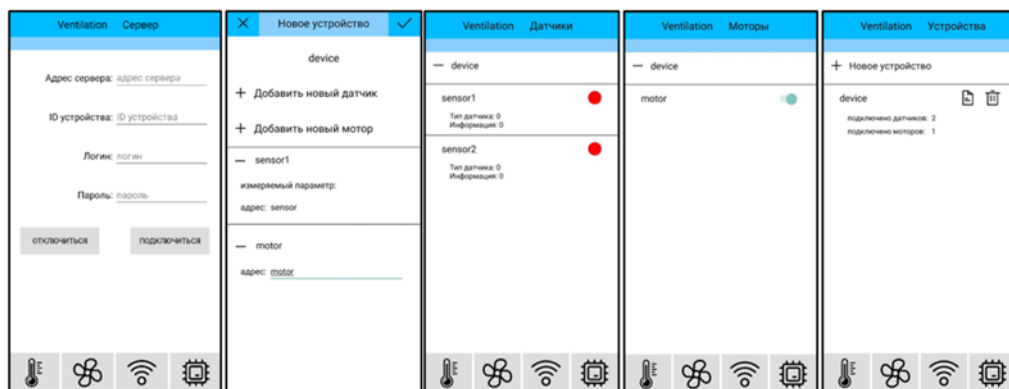 Ventilation Сервер
Адрес сервера: адрес сервера
ID устройства: ID устройства
Логин: логин
Пароль: пароль
ОТКЛЮЧИТЬСЯ ПОДКЛЮЧИТЬСЯ
Новое устройство
device
+ Добавить новый датчик
+ Добавить новый мотор
— sensor1
измеряемый параметр:
адрес: sensor
— motor
адрес: motor
Ventilation Датчики
— device
sensor1
Тип датчика: 0
Информация: 0
sensor2
Тип датчика: 0
Информация: 0
Ventilation Моторы
— device
motor
Ventilation Устройства
+ Новое устройство
device
подключено датчиков: 2
подключено моторов: 1